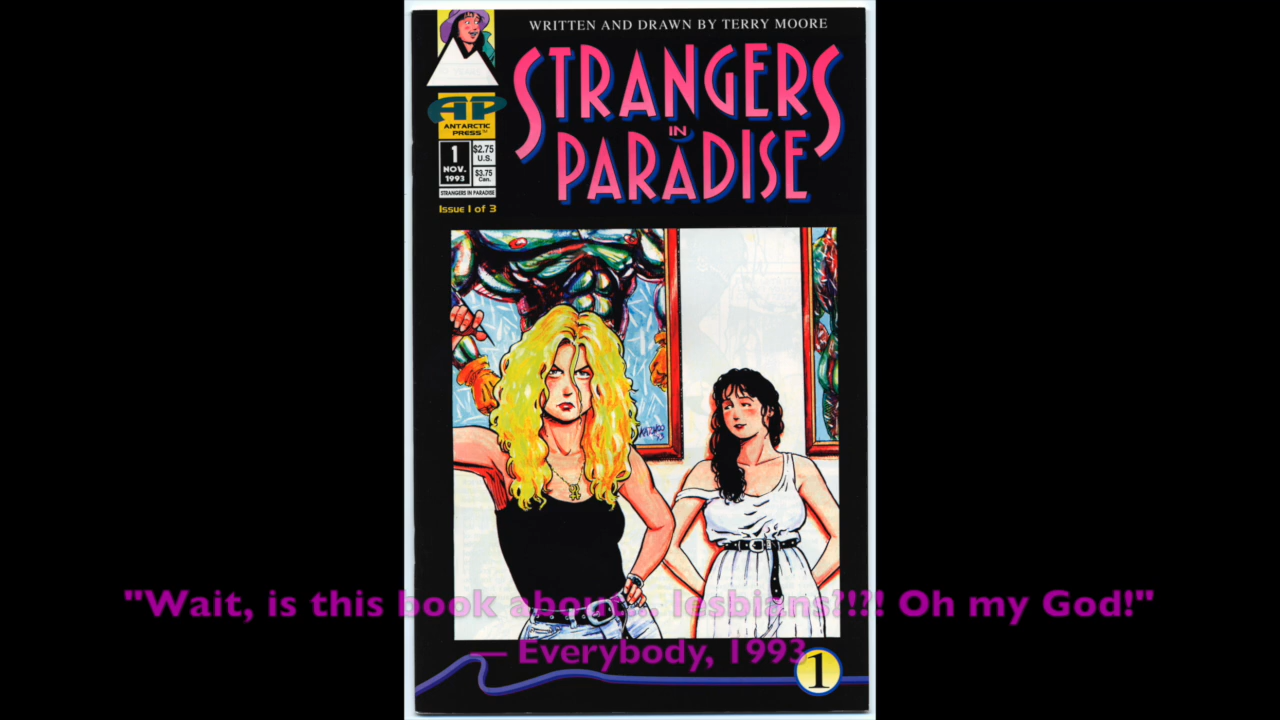 WRITTEN AND DRAWN BY TERRY MOORE
STRANGERS
IN
PARADISE
AP
ANTARCTIC
PRESS™
1
NOV.
1993
$2.75
U.S.
$3.75
Can.
STRANGERS IN PARADISE
Issue 1 of 3
"Wait, is this book about... lesbians?!?! Oh my God!"
— Everybody, 1993
1